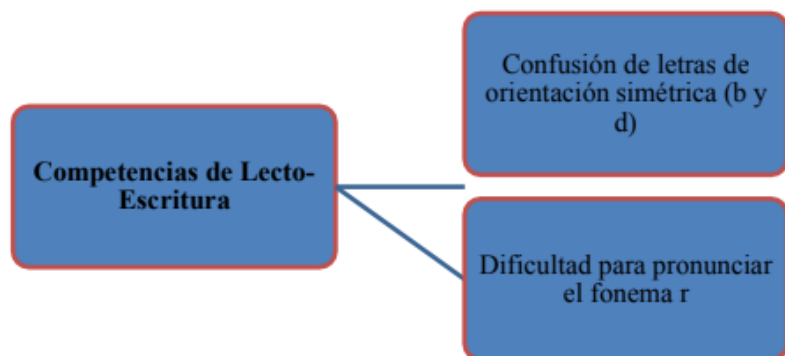 Competencias de Lecto-
Escritura
Confusión de letras de
orientación simétrica (b y
d)
Dificultad para pronunciar
el fonema r